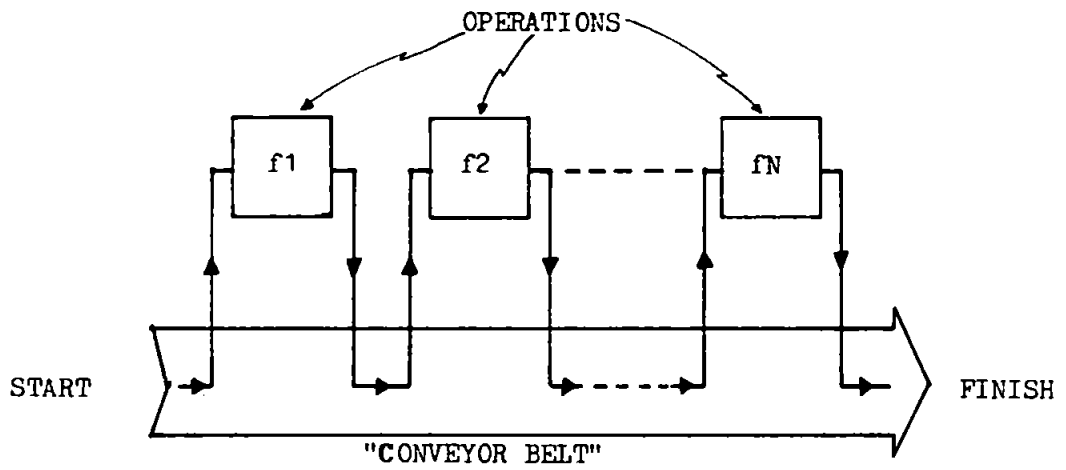 OPERATIONS
f1
f2
fN
START
FINISH
"CONVEYOR BELT"